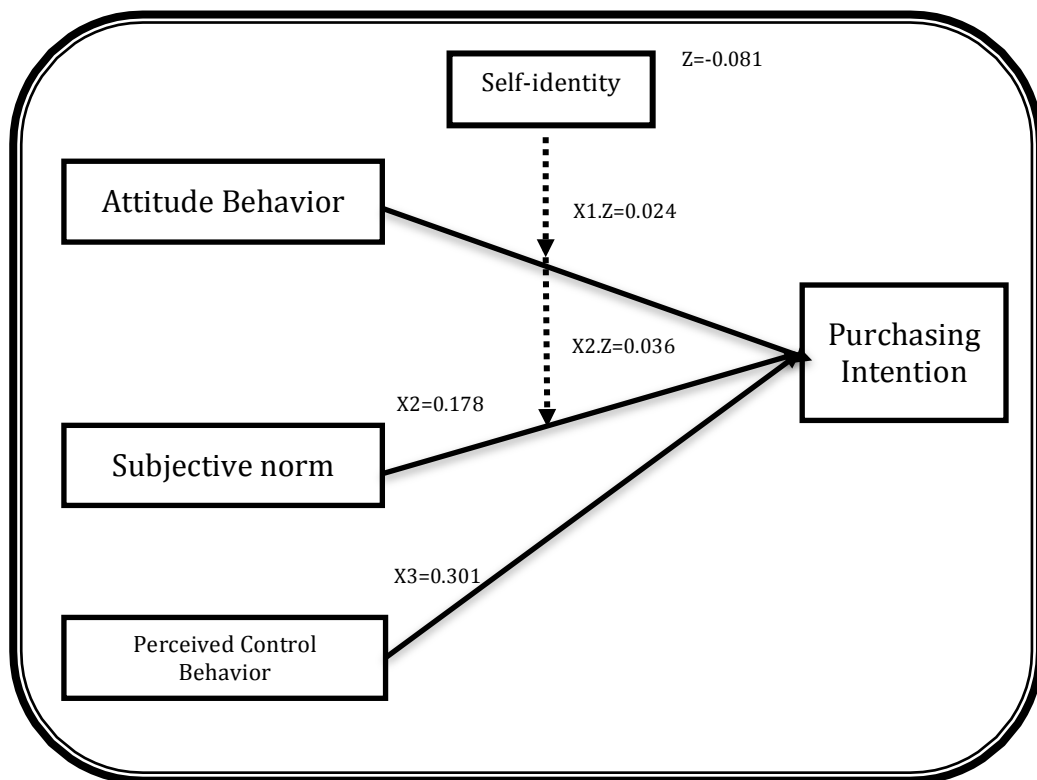 Self-identity
Z=-0.081
Attitude Behavior
X1.Z=0.024
Purchasing
Intention
X2.Z=0.036
X2=0.178
Subjective norm
X3=0.301
Perceived Control
Behavior